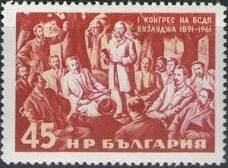 I КОНГРЕС НА БСДП
БУЗЛУДЖА 1891-1961
45 НР БЪЛГАРИЯ